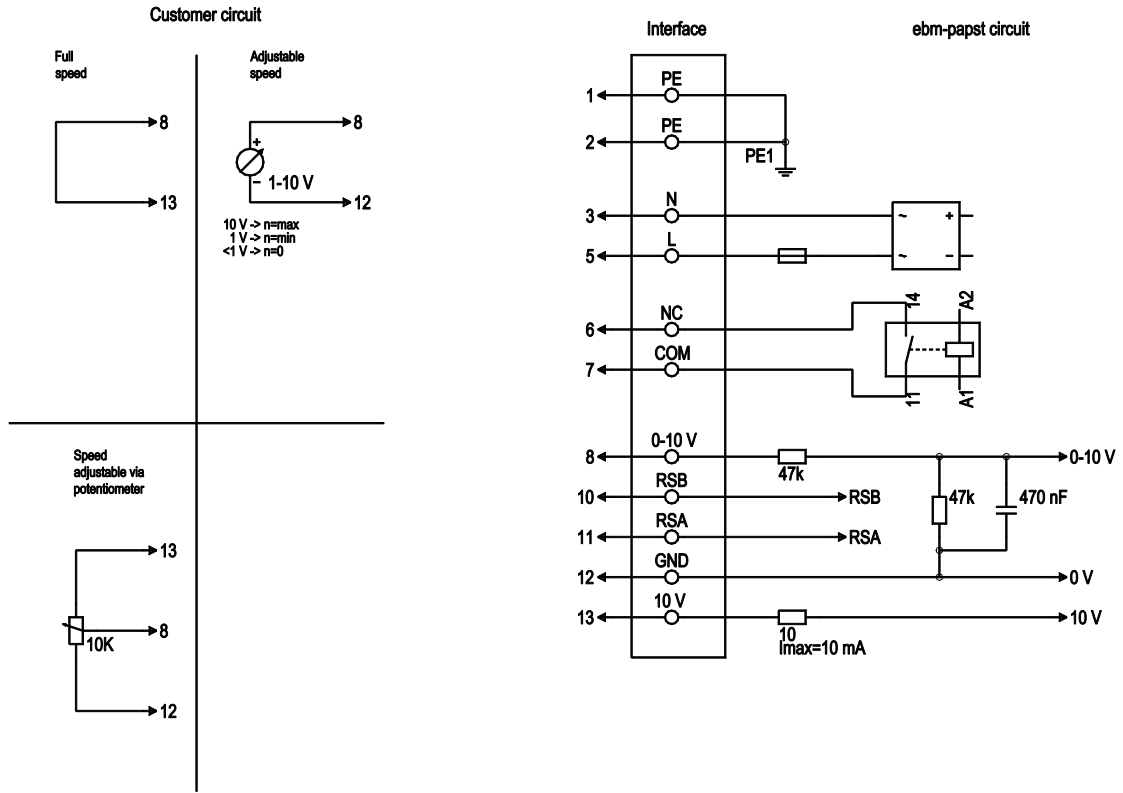 Customer circuit
Full
speed
8
13
Adjustable
speed
8
+
–
1-10 V
12
10 V -> n=max
1 V -> n=min
<1 V -> n=0
Speed
adjustable via
potentiometer
13
8
10K
12
Interface
ebm-papst circuit
1
PE
2
PE
PE1
3
N
~
+
5
L
~
–
6
NC
14
A2
7
COM
11
A1
8
0-10 V
47k
0-10 V
10
RSB
RSB
47k
470 nF
11
RSA
RSA
12
GND
0 V
13
10 V
10
Imax=10 mA
10 V